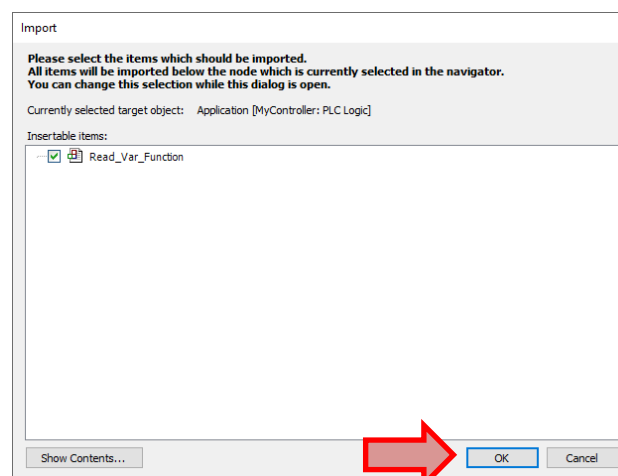 Import
Please select the items which should be imported.
All items will be imported below the node which is currently selected in the navigator.
You can change this selection while this dialog is open.
Currently selected target object: Application [MyController: PLC Logic]
Insertable items:
Read_Var_Function
Show Contents... OK Cancel